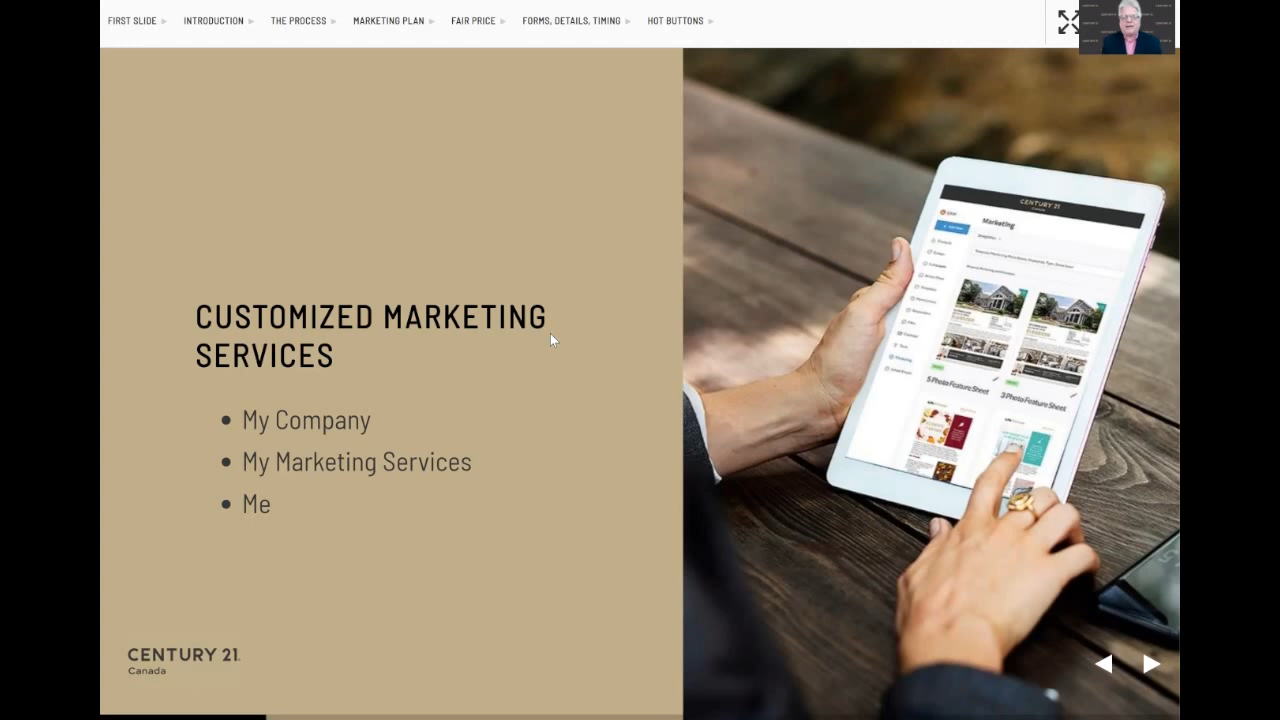 FIRST SLIDE
INTRODUCTION
THE PROCESS
MARKETING PLAN
FAIR PRICE
FORMS, DETAILS, TIMING
HOT BUTTONS
CUSTOMIZED MARKETING
SERVICES
• My Company
• My Marketing Services
• Me
CENTURY 21
Canada
CENTURY 21
Canada
Marketing
5 Photo Feature Sheet
3 Photo Feature Sheet